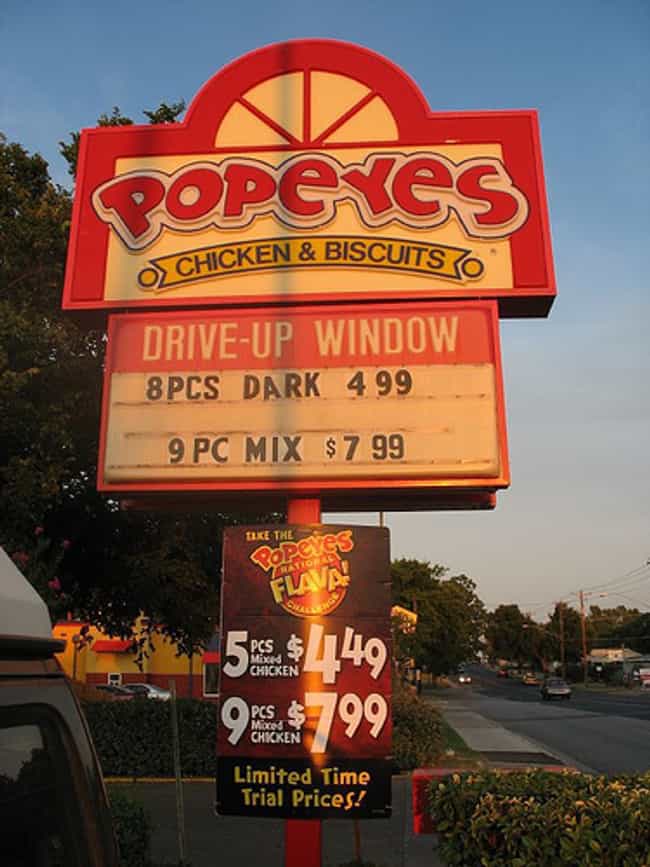 POPEYES
CHICKEN & BISCUITS
DRIVE-UP WINDOW
8PCS DARK 4 99
9 PC MIX $7 99
TAKE THE
POPEYES
NATIONAL
FLAVA!
CHALLENGE
5 PCS Mixed CHICKEN $4 49
9 PCS Mixed CHICKEN $7 99
Limited Time
Trial Prices!